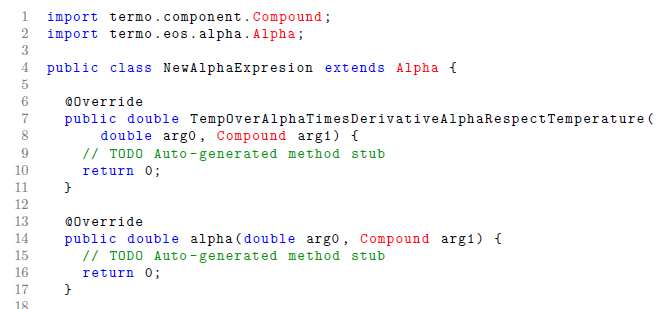 1 import termo.component.Compound;
2 import termo.eos.alpha.Alpha;
3
4 public class NewAlphaExpresion extends Alpha {
5
6 @Override
7 public double TempOverAlphaTimesDerivativeAlphaRespectTemperature(
8 double arg0, Compound arg1) {
9 // TODO Auto-generated method stub
10 return 0;
11 }
12
13 @Override
14 public double alpha(double arg0, Compound arg1) {
15 // TODO Auto-generated method stub
16 return 0;
17 }
18